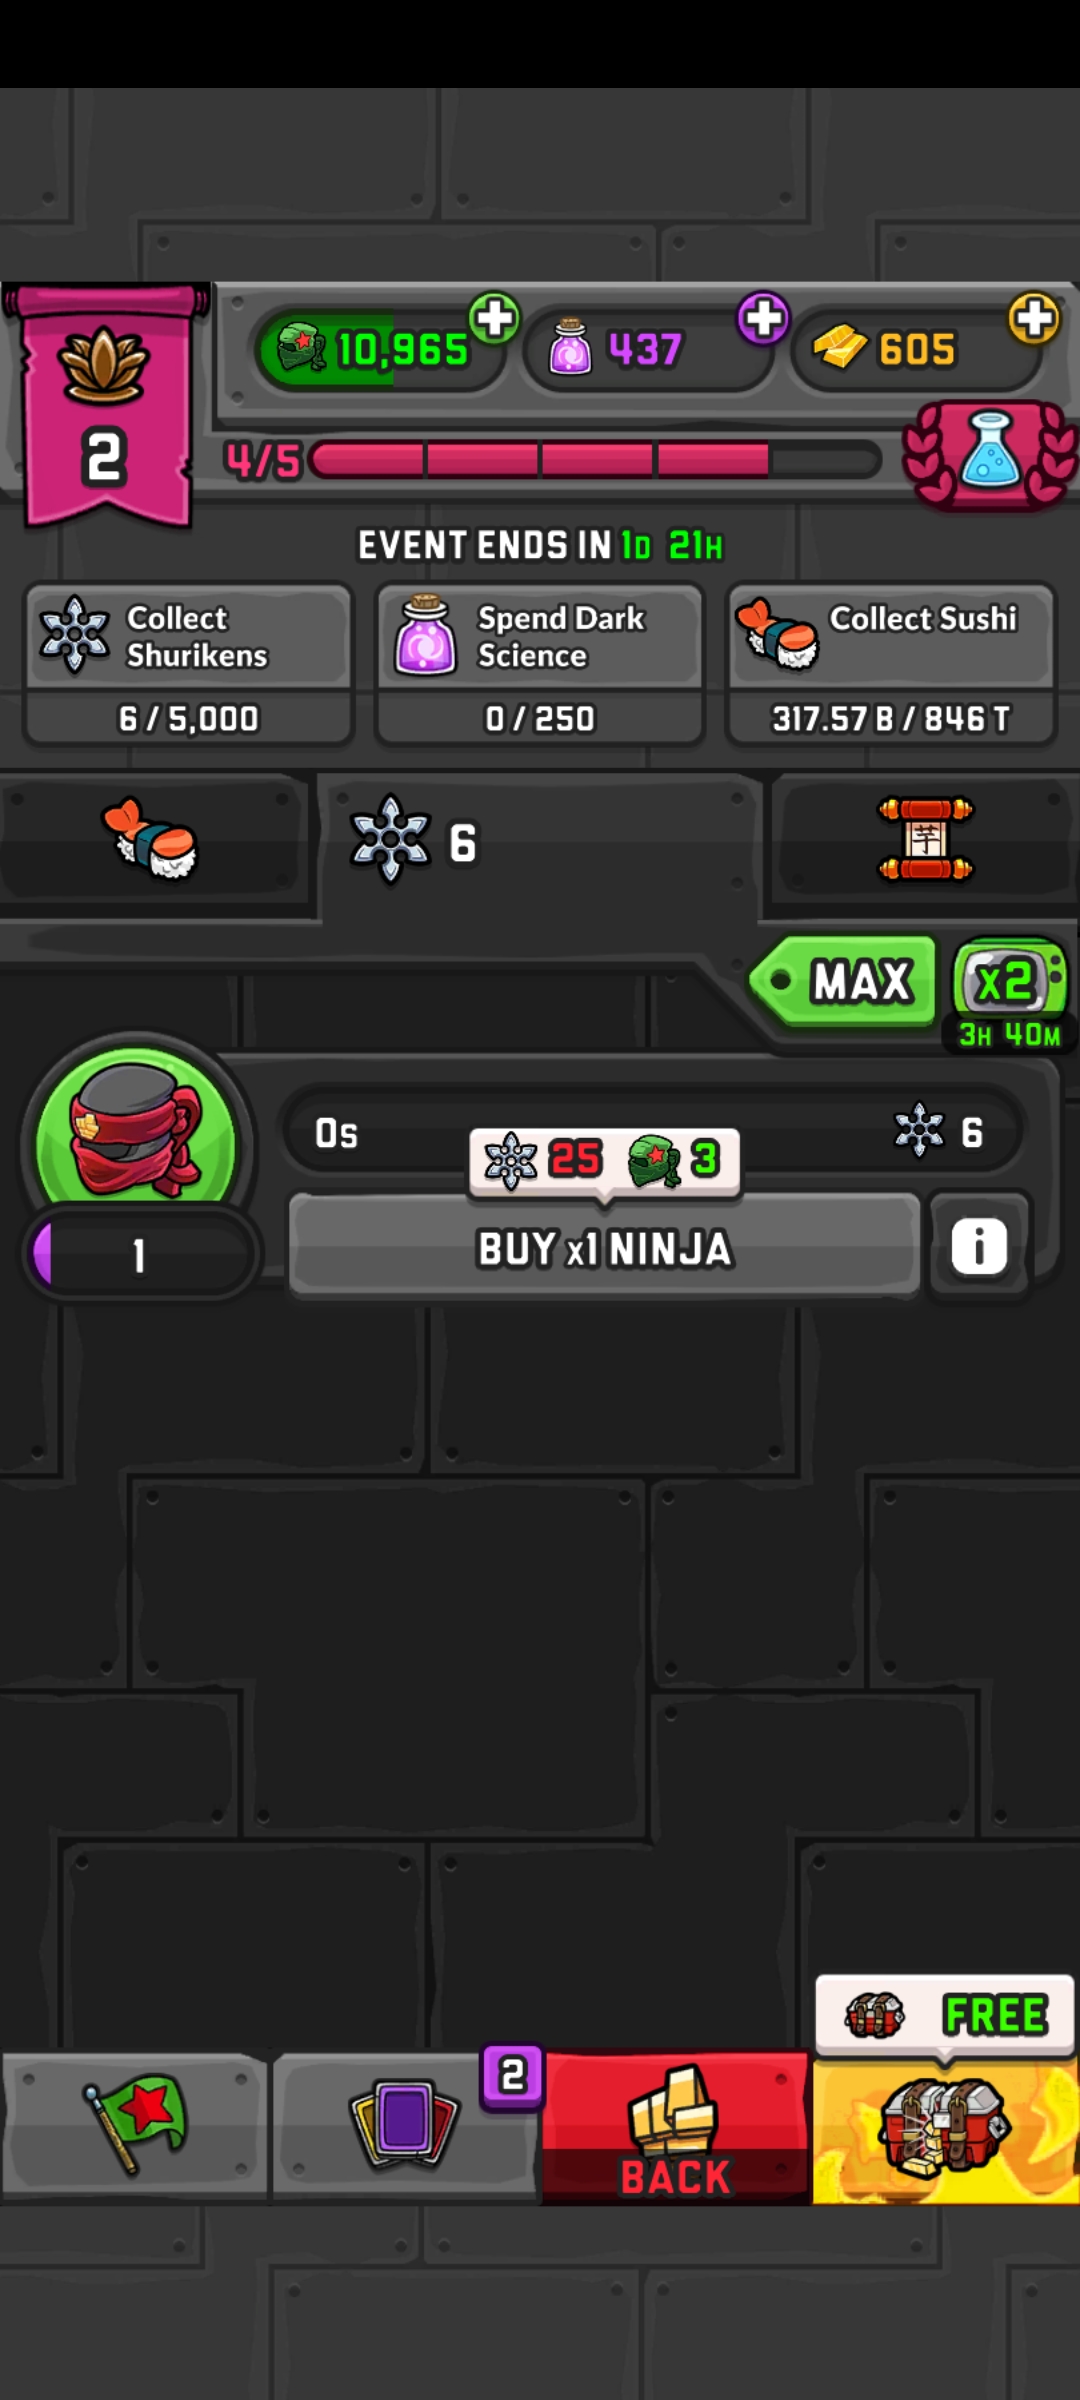 10,965
437
605
2
4/5
EVENT ENDS IN 1D 21H
Collect
Shurikens
6 / 5,000
Spend Dark
Science
0 / 250
Collect Sushi
317.57 B / 846 T
6
芋
MAX
x2
3H 40M
0s
6
25
3
1
BUY x1 NINJA
i
FREE
2
BACK